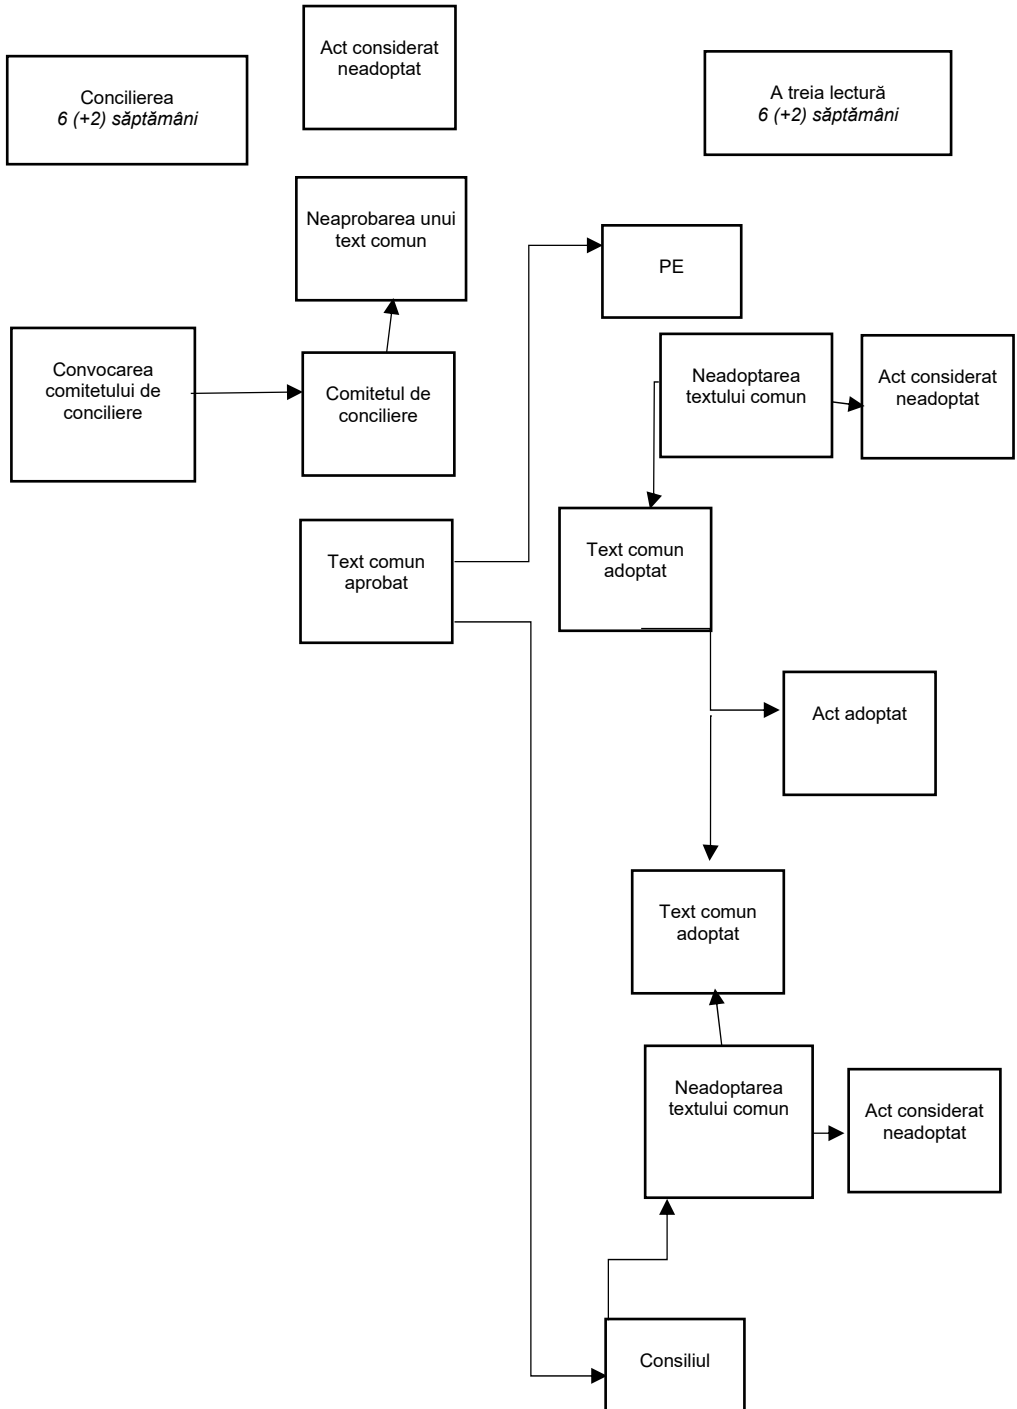 Act considerat
neadoptat
Concilierea
6 (+2) săptămâni
A treia lectură
6 (+2) săptămâni
Neaprobarea unui
text comun
PE
Convocarea
comitetului de
conciliere
Comitetul de
conciliere
Neadoptarea
textului comun
Act considerat
neadoptat
Text comun
aprobat
Text comun
adoptat
Act adoptat
Text comun
adoptat
Neadoptarea
textului comun
Act considerat
neadoptat
Consiliul